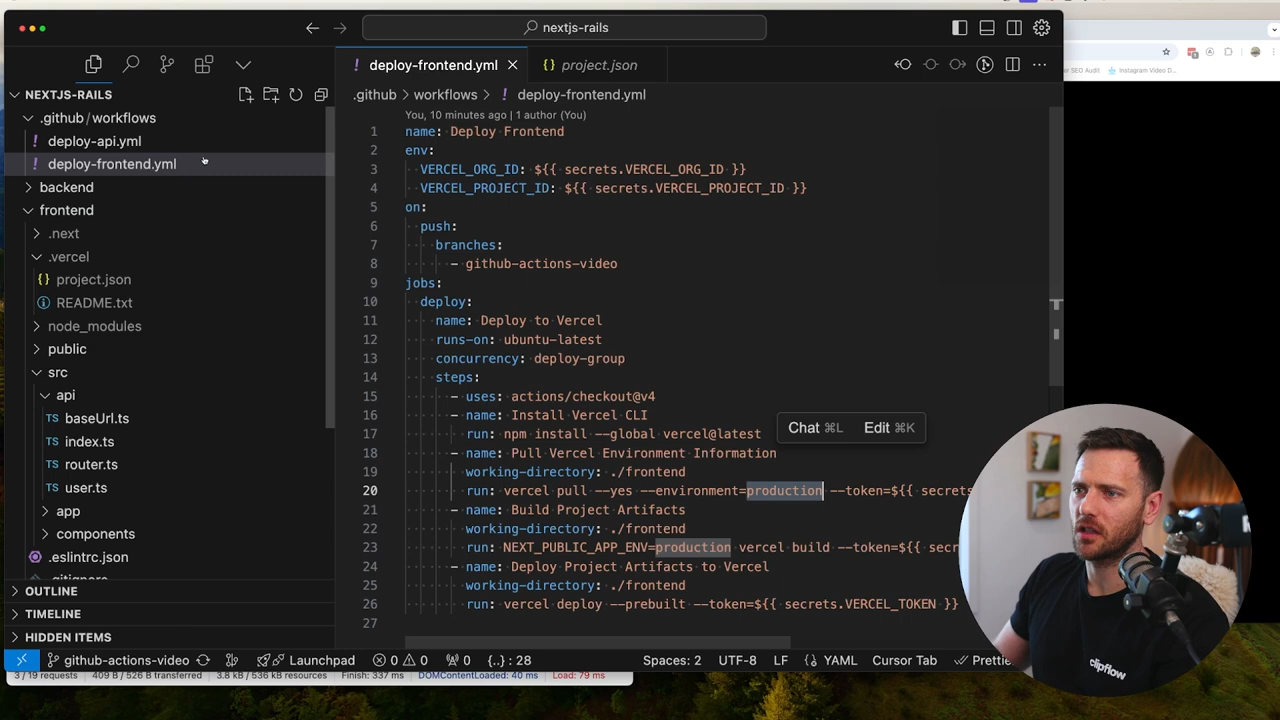 nextjs-rails
er SEO Audit
Instagram Video D...
NEXTJS-RAILS
.github/workflows
deploy-api.yml
deploy-frontend.yml
backend
frontend
.next
.vercel
project.json
README.txt
node_modules
public
src
api
TS baseUrl.ts
TS index.ts
TS router.ts
TS user.ts
app
components
.eslintrc.json
.gitignore
OUTLINE
TIMELINE
HIDDEN ITEMS
! deploy-frontend.yml
{} project.json
.github > workflows > ! deploy-frontend.yml
You, 10 minutes ago | 1 author (You)
1 name: Deploy Frontend
2 env:
3 VERCEL_ORG_ID: ${{ secrets.VERCEL_ORG_ID }}
4 VERCEL_PROJECT_ID: ${{ secrets.VERCEL_PROJECT_ID }}
5 on:
6 push:
7 branches:
8 - github-actions-video
9 jobs:
10 deploy:
11 name: Deploy to Vercel
12 runs-on: ubuntu-latest
13 concurrency: deploy-group
14 steps:
15 - uses: actions/checkout@v4
16 - name: Install Vercel CLI
17 run: npm install --global vercel@latest
Chat ⌘L Edit ⌘K
18 - name: Pull Vercel Environment Information
19 working-directory: ./frontend
20 run: vercel pull --yes --environment=production --token=${{ secrets
21 - name: Build Project Artifacts
22 working-directory: ./frontend
23 run: NEXT_PUBLIC_APP_ENV=production vercel build --token=${{ secr
24 - name: Deploy Project Artifacts to Vercel
25 working-directory: ./frontend
26 run: vercel deploy --prebuilt --token=${{ secrets.VERCEL_TOKEN }}
27
clipflow
github-actions-video Launchpad 0 0 0 {..} : 28 Spaces: 2 UTF-8 LF {} YAML Cursor Tab Prettie
3 / 19 requests 409 B / 526 B transferred 3.8 kB / 536 kB resources Finish: 337 ms DOMContentLoaded: 40 ms Load: 79 ms